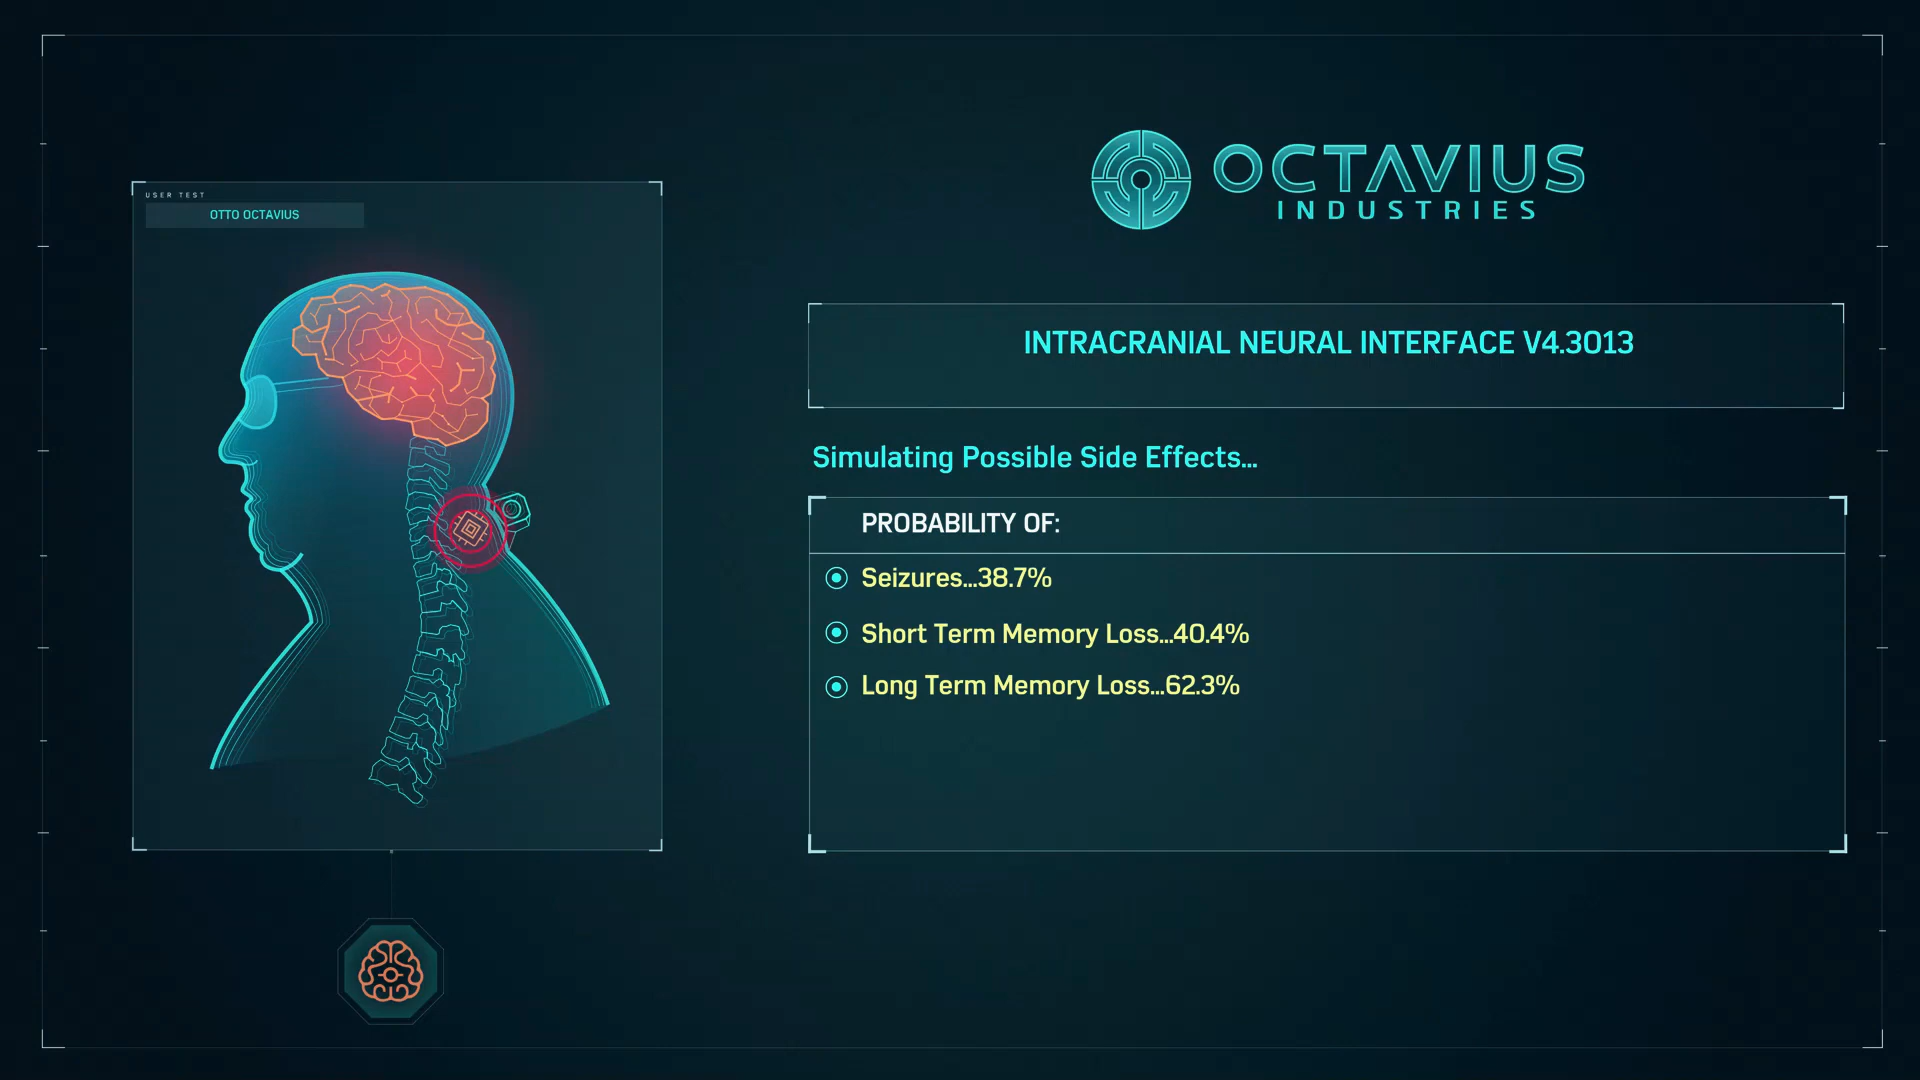 USER TEST
OTTO OCTAVIUS
OCTAVIUS
INDUSTRIES
INTRACRANIAL NEURAL INTERFACE V4.3013
Simulating Possible Side Effects...
PROBABILITY OF:
Seizures...38.7%
Short Term Memory Loss...40.4%
Long Term Memory Loss...62.3%